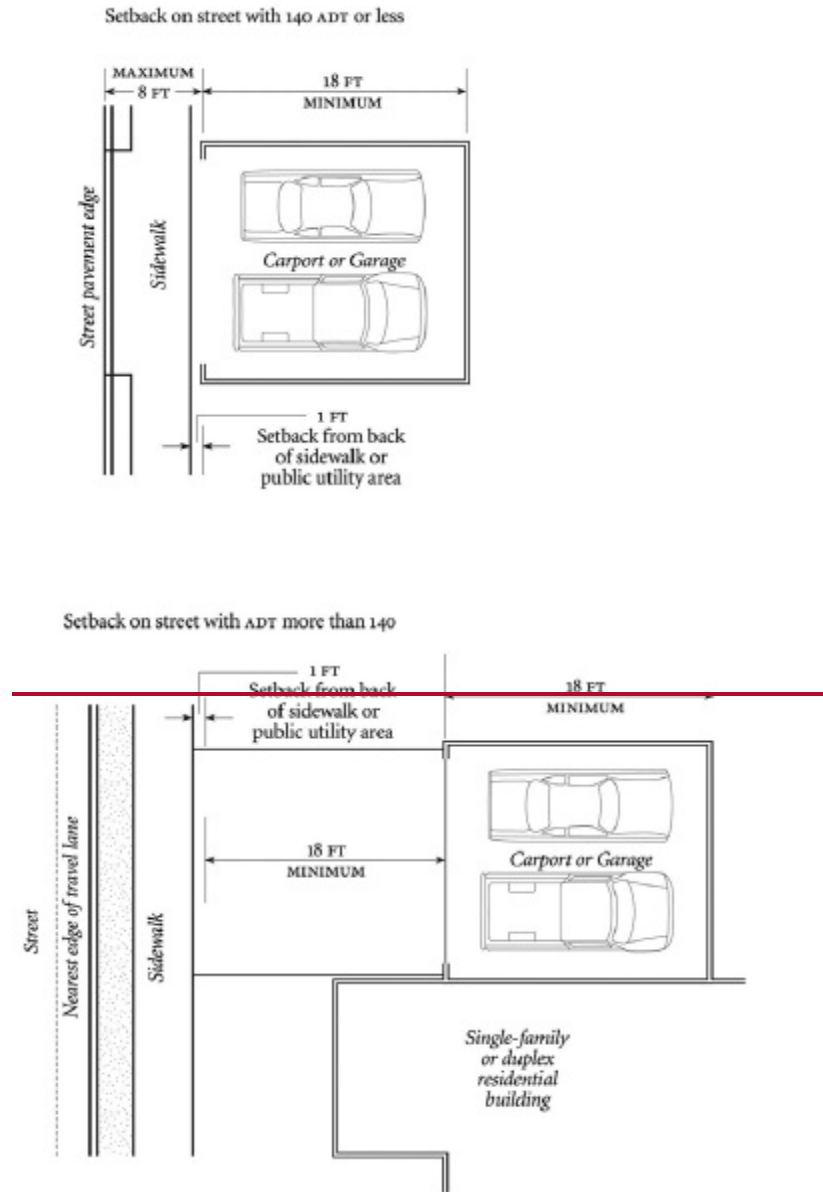 Setback on street with 140 ADT or less
MAXIMUM
8 FT
18 FT
MINIMUM
Street pavement edge
Sidewalk
Carport or Garage
1 FT
Setback from back
of sidewalk or
public utility area
Setback on street with ADT more than 140
1 FT
Setback from back
of sidewalk or
public utility area
18 FT
MINIMUM
Street
Nearest edge of travel lane
Sidewalk
18 FT
MINIMUM
Carport or Garage
Single-family
or duplex
residential
building